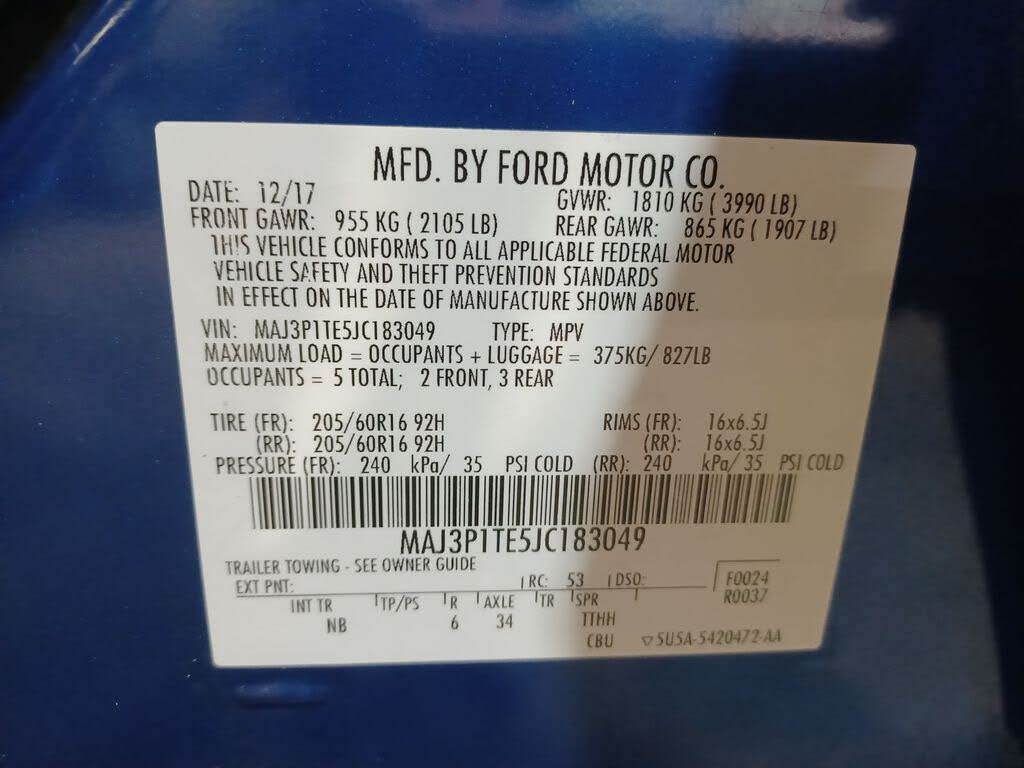 MFD. BY FORD MOTOR CO.
DATE: 12/17 GVWR: 1810 KG ( 3990 LB)
FRONT GAWR: 955 KG ( 2105 LB) REAR GAWR: 865 KG ( 1907 LB)
THIS VEHICLE CONFORMS TO ALL APPLICABLE FEDERAL MOTOR
VEHICLE SAFETY AND THEFT PREVENTION STANDARDS
IN EFFECT ON THE DATE OF MANUFACTURE SHOWN ABOVE.
VIN: MAJ3P1TE5JC183049 TYPE: MPV
MAXIMUM LOAD = OCCUPANTS + LUGGAGE = 375KG/ 827LB
OCCUPANTS = 5 TOTAL; 2 FRONT, 3 REAR
TIRE (FR): 205/60R16 92H RIMS (FR): 16x6.5J
(RR): 205/60R16 92H (RR): 16x6.5J
PRESSURE (FR): 240 kPa/ 35 PSI COLD (RR): 240 kPa/ 35 PSI COLD
MAJ3P1TE5JC183049
TRAILER TOWING - SEE OWNER GUIDE
EXT PNT: RC: 53 DSO: F0024
R0037
INT TR TP/PS R AXLE TR SPR
NB 6 34 TTHH
CBU ▽5U5A-5420472-AA